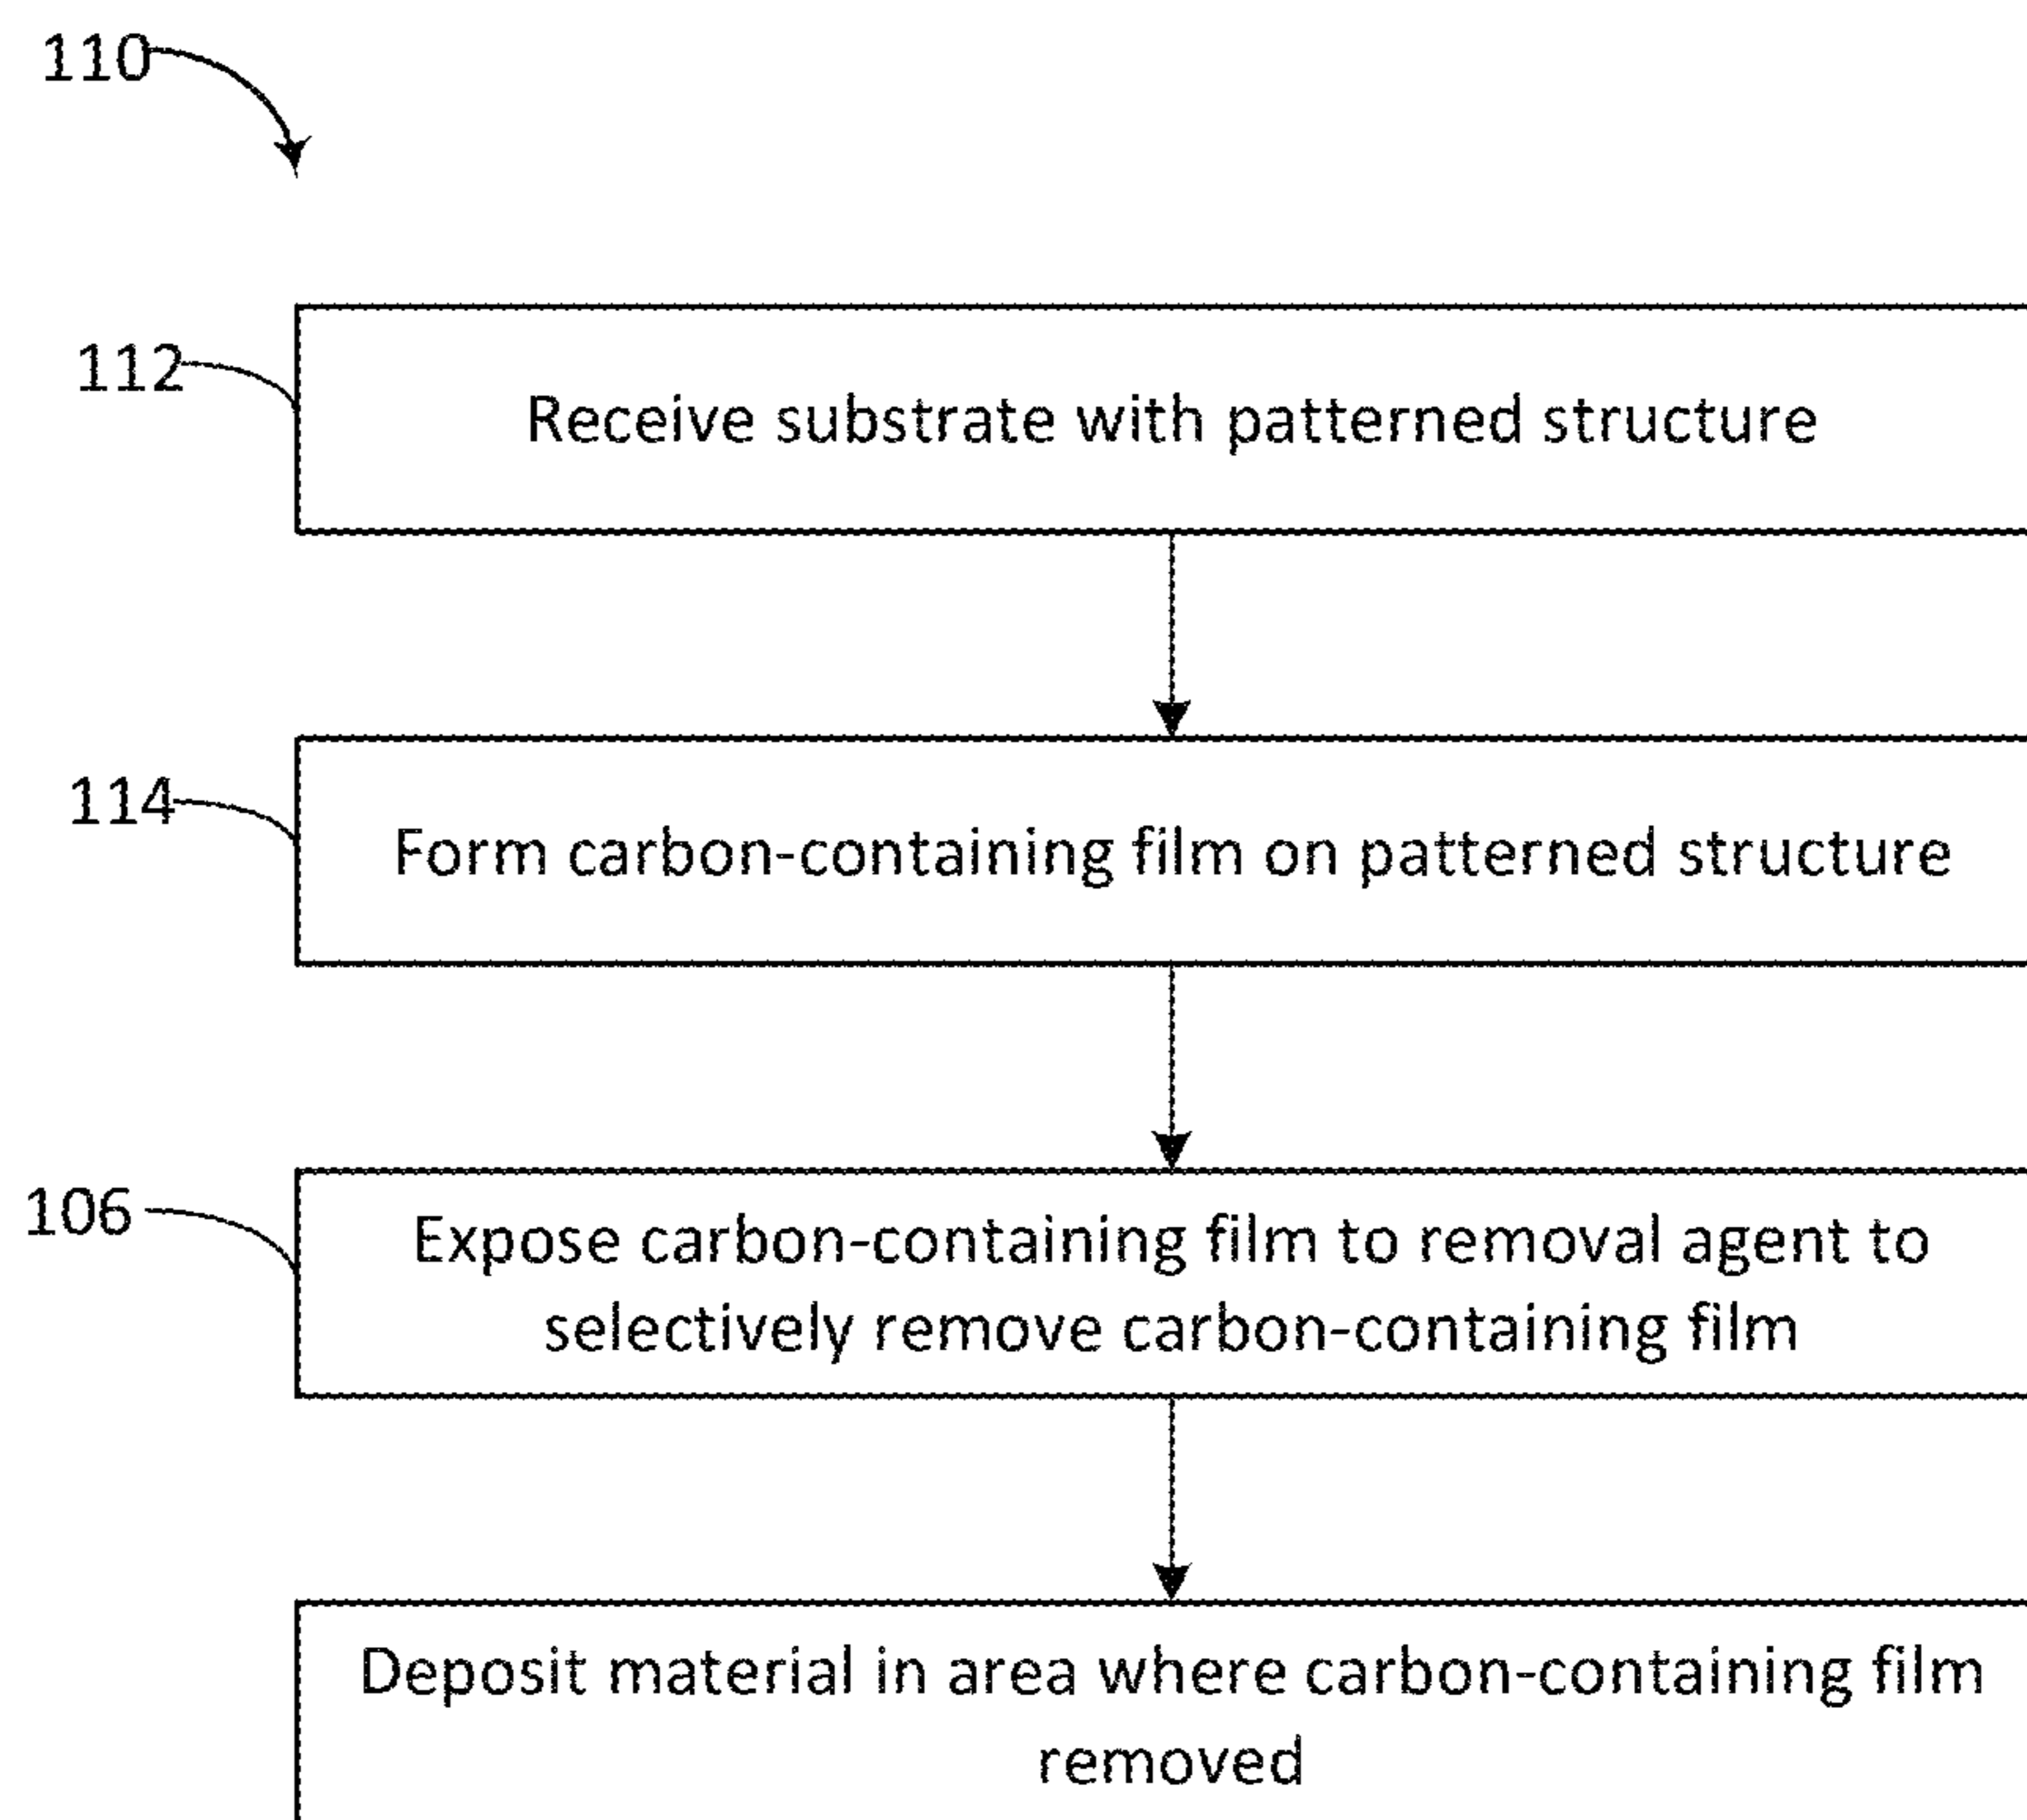 110
112
Receive substrate with patterned structure
114
Form carbon-containing film on patterned structure
106
Expose carbon-containing film to removal agent to
selectively remove carbon-containing film
Deposit material in area where carbon-containing film
removed